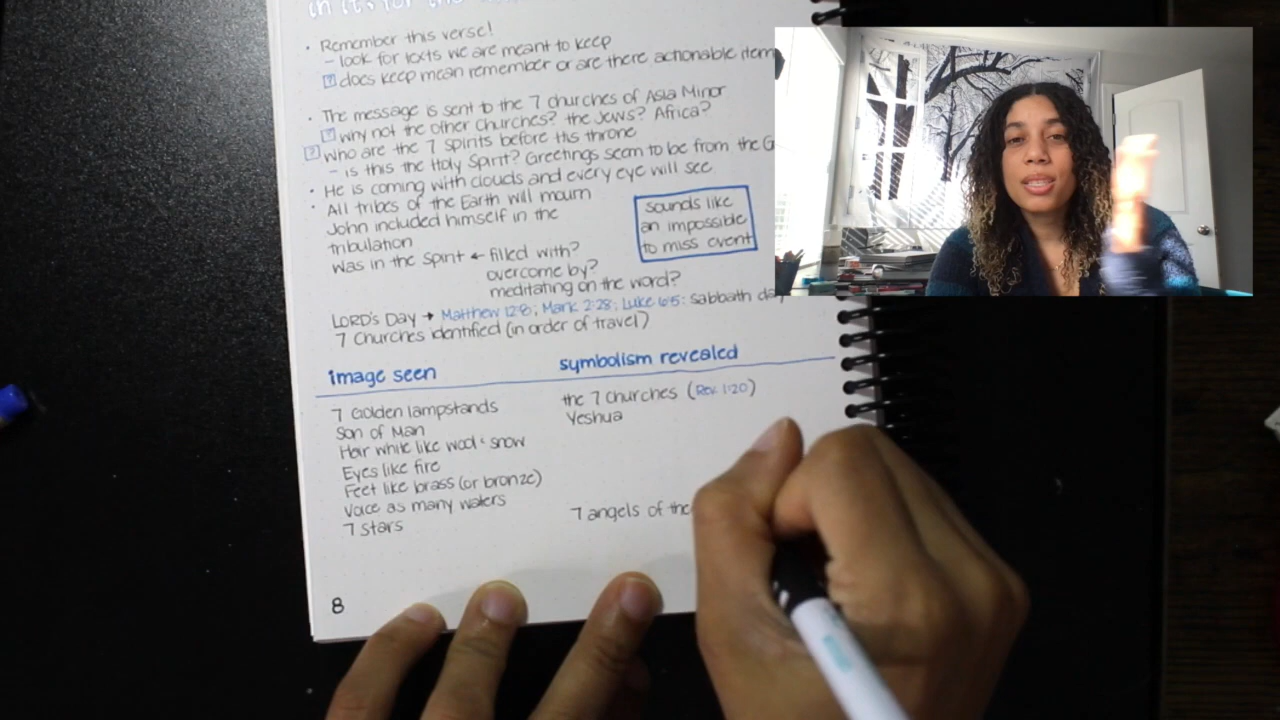 in it, for the
• Remember this verse!
- look for texts we are meant to keep
? does keep mean remember or are there actionable item
• The message is sent to the 7 churches of Asia Minor
? why not the other churches? the Jews? Africa?
? who are the 7 spirits before his throne
- is this the Holy Spirit? Greetings seem to be from the G
• He is coming with clouds and every eye will see
• All tribes of the Earth will mourn
John included himself in the
tribulation
was in the Spirit ← filled with?
overcome by?
meditating on the word?
sounds like
an impossible
to miss event
LORD's Day → Matthew 12:8; Mark 2:28; Luke 6:5: sabbath day
7 Churches identified (in order of travel)
image seen symbolism revealed
7 Golden lampstands the 7 churches (Rev. 1:20)
Son of Man Yeshua
Hair white like wool & snow
Eyes like fire
Feet like brass (or bronze)
Voice as many waters
7 stars 7 angels of the
8